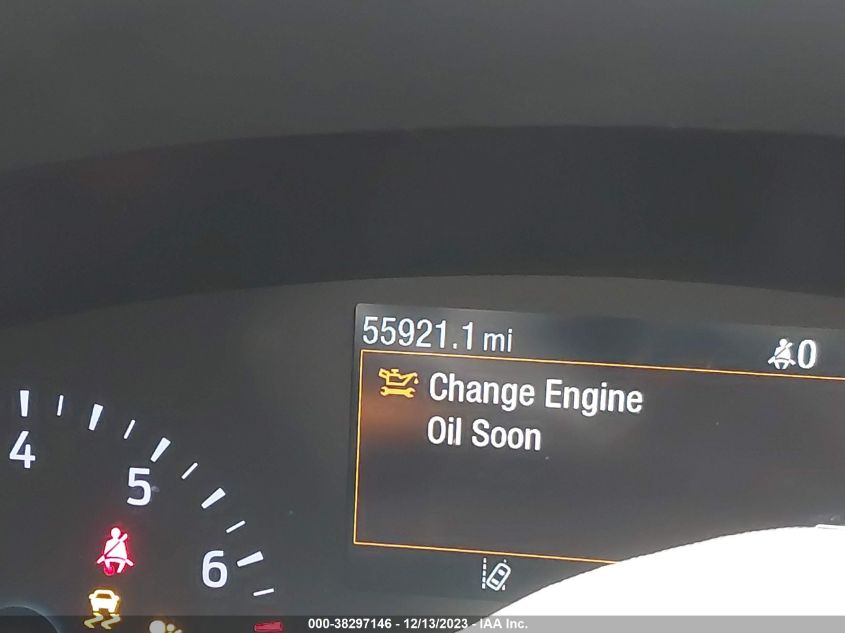 55921.1 mi
0
Change Engine
Oil Soon
4
5
6
000-38297146 - 12/13/2023 - IAA Inc.